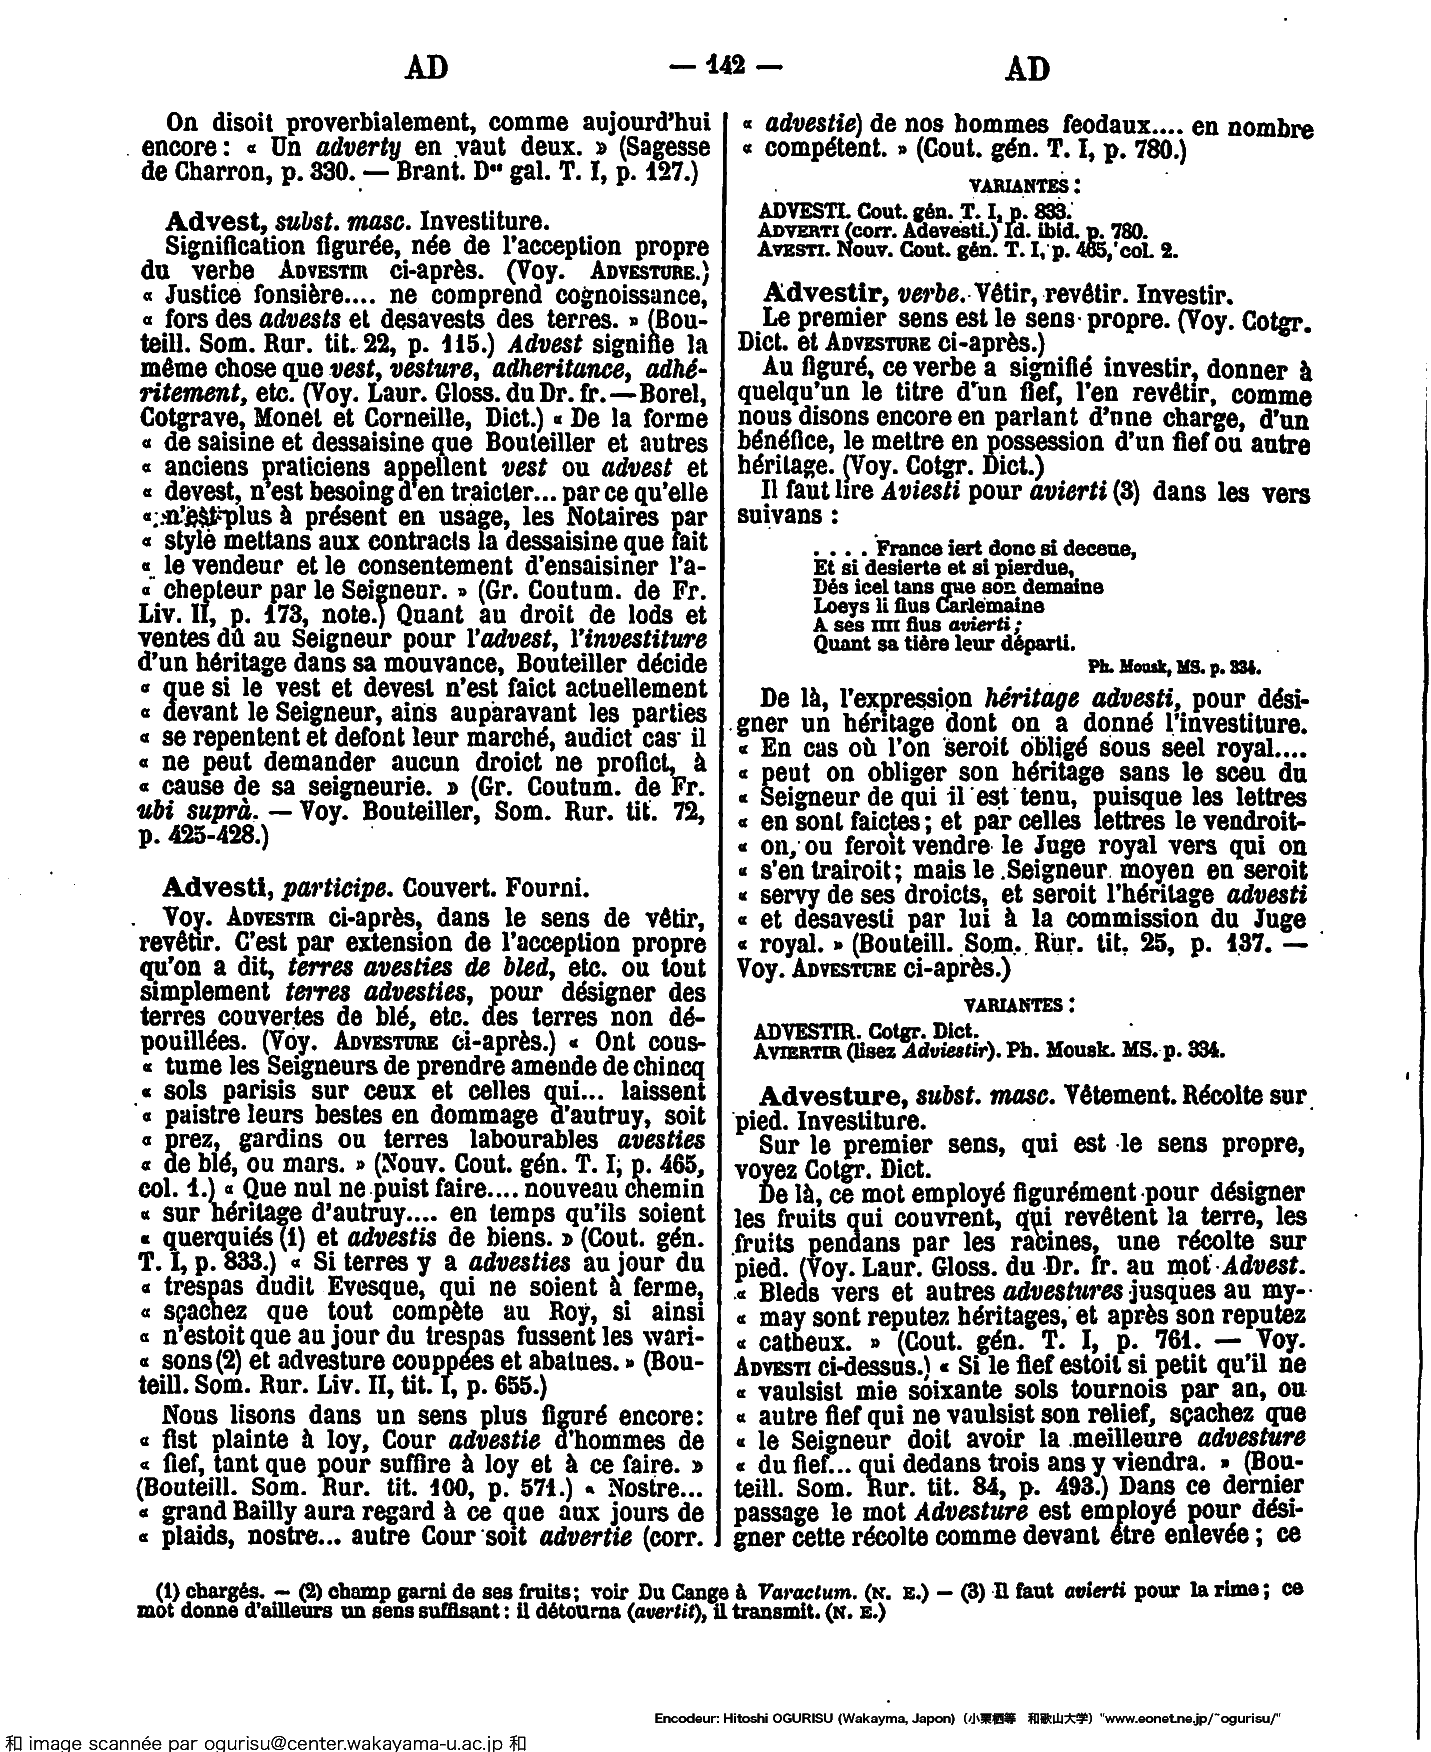 AD — 142 — AD
On disoit proverbialement, comme aujourd'hui
encore : « Un adverty en vaut deux. » (Sagesse
de Charron, p. 330. — Brant. Des gal. T. I, p. 127.)
Advest, subst. masc. Investiture.
Signification figurée, née de l'acception propre
du verbe ADVESTIR ci-après. (Voy. ADVESTURE.)
« Justice fonsière.... ne comprend cognoissance,
« fors des advests et desavests des terres. » (Bou-
teill. Som. Rur. tit. 22, p. 115.) Advest signifie la
même chose que vest, vesture, adheritance, adhé-
ritement, etc. (Voy. Laur. Gloss. du Dr. fr. — Borel,
Cotgrave, Monet et Corneille, Dict.) « De la forme
« de saisine et dessaisine que Bouteiller et autres
« anciens praticiens appellent vest ou advest et
« devest, n'est besoing d'en traicter... par ce qu'elle
« n'est plus à présent en usage, les Notaires par
« style mettans aux contracts la dessaisine que fait
« le vendeur et le consentement d'ensaisiner l'a-
« chepteur par le Seigneur. » (Gr. Coutum. de Fr.
Liv. II, p. 173, note.) Quant au droit de lods et
ventes dû au Seigneur pour l'advest, l'investiture
d'un héritage dans sa mouvance, Bouteiller décide
« que si le vest et devest n'est faict actuellement
« devant le Seigneur, ains auparavant les parties
« se repentent et defont leur marché, audict cas il
« ne peut demander aucun droict ne profict, à
« cause de sa seigneurie. » (Gr. Coutum. de Fr.
ubi suprà. — Voy. Bouteiller, Som. Rur. tit. 72,
p. 425-428.)
Advesti, participe. Couvert. Fourni.
Voy. ADVESTIR ci-après, dans le sens de vêtir,
revêtir. C'est par extension de l'acception propre
qu'on a dit, terres avesties de bled, etc. ou tout
simplement terres advesties, pour désigner des
terres couvertes de blé, etc. des terres non dé-
pouillées. (Voy. ADVESTURE ci-après.) « Ont cous-
« tume les Seigneurs de prendre amende de chincq
« sols parisis sur ceux et celles qui... laissent
« paistre leurs bestes en dommage d'autruy, soit
« prez, gardins ou terres labourables avesties
« de blé, ou mars. » (Nouv. Cout. gén. T. I, p. 465,
col. 1.) « Que nul ne puist faire.... nouveau chemin
« sur héritage d'autruy.... en temps qu'ils soient
« querquiés (1) et advestis de biens. » (Cout. gén.
T. I, p. 833.) « Si terres y a advesties au jour du
« trespas dudit Evesque, qui ne soient à ferme,
« sçachez que tout compète au Roy, si ainsi
« n'estoit que au jour du trespas fussent les wari-
« sons (2) et advesture couppées et abatues. » (Bou-
teill. Som. Rur. Liv. II, tit. I, p. 655.)
Nous lisons dans un sens plus figuré encore :
« fist plainte à loy, Cour advestie d'hommes de
« fief, tant que pour suffire à loy et à ce faire. »
(Bouteill. Som. Rur. tit. 100, p. 571.) « Nostre...
« grand Bailly aura regard à ce que aux jours de
« plaids, nostre... autre Cour soit advertie (corr.
« advestie) de nos hommes feodaux.... en nombre
« compétent. » (Cout. gén. T. I, p. 780.)
VARIANTES :
ADVESTI. Cout. gén. T. I, p. 833.
ADVERTI (corr. Adevesti.) Id. ibid. p. 780.
AVESTI. Nouv. Cout. gén. T. I, p. 465, col. 2.
Advestir, verbe. Vêtir, revêtir. Investir.
Le premier sens est le sens propre. (Voy. Cotgr.
Dict. et ADVESTURE ci-après.)
Au figuré, ce verbe a signifié investir, donner à
quelqu'un le titre d'un fief, l'en revêtir, comme
nous disons encore en parlant d'nne charge, d'un
bénéfice, le mettre en possession d'un fief ou autre
héritage. (Voy. Cotgr. Dict.)
Il faut lire Aviesti pour avierti (3) dans les vers
suivans :
. . . . France iert donc si deceue,
Et si desierte et si pierdue,
Dés icel tans que son demaine
Loeys li fius Carlemaine
A ses IIII fius avierti ;
Quant sa tière leur départi.
Ph. Mousk, MS. p. 334.
De là, l'expression héritage advesti, pour dési-
gner un héritage dont on a donné l'investiture.
« En cas où l'on seroit obligé sous seel royal....
« peut on obliger son héritage sans le sceu du
« Seigneur de qui il est tenu, puisque les lettres
« en sont faictes ; et par celles lettres le vendroit-
« on, ou feroit vendre le Juge royal vers qui on
« s'en trairoit ; mais le Seigneur moyen en seroit
« servy de ses droicts, et seroit l'héritage advesti
« et desavesti par lui à la commission du Juge
« royal. » (Bouteill. Som. Rur. tit. 25, p. 137. —
Voy. ADVESTURE ci-après.)
VARIANTES :
ADVESTIR. Cotgr. Dict.
AVIERTIR (lisez Adviestir). Ph. Mousk. MS. p. 334.
Advesture, subst. masc. Vêtement. Récolte sur
pied. Investiture.
Sur le premier sens, qui est le sens propre,
voyez Cotgr. Dict.
De là, ce mot employé figurément pour désigner
les fruits qui couvrent, qui revêtent la terre, les
fruits pendans par les racines, une récolte sur
pied. (Voy. Laur. Gloss. du Dr. fr. au mot Advest.
« Bleds vers et autres advestures jusques au my-
« may sont reputez héritages, et après son reputez
« catheux. » (Cout. gén. T. I, p. 761. — Voy.
ADVESTI ci-dessus.) « Si le fief estoit si petit qu'il ne
« vaulsist mie soixante sols tournois par an, ou
« autre fief qui ne vaulsist son relief, sçachez que
« le Seigneur doit avoir la meilleure advesture
« du fief... qui dedans trois ans y viendra. » (Bou-
teill. Som. Rur. tit. 84, p. 493.) Dans ce dernier
passage le mot Advesture est employé pour dési-
gner cette récolte comme devant être enlevée ; ce
(1) chargés. — (2) champ garni de ses fruits ; voir Du Cange à Varactum. (N. E.) — (3) Il faut avierti pour la rime ; ce
mot donne d'ailleurs un sens suffisant : il détourna (avertit), il transmit. (N. E.)
Encodeur: Hitoshi OGURISU (Wakayma, Japon) (小栗栖等 和歌山大学) "www.eonet.ne.jp/~ogurisu/"
和 image scannée par ogurisu@center.wakayama-u.ac.jp 和